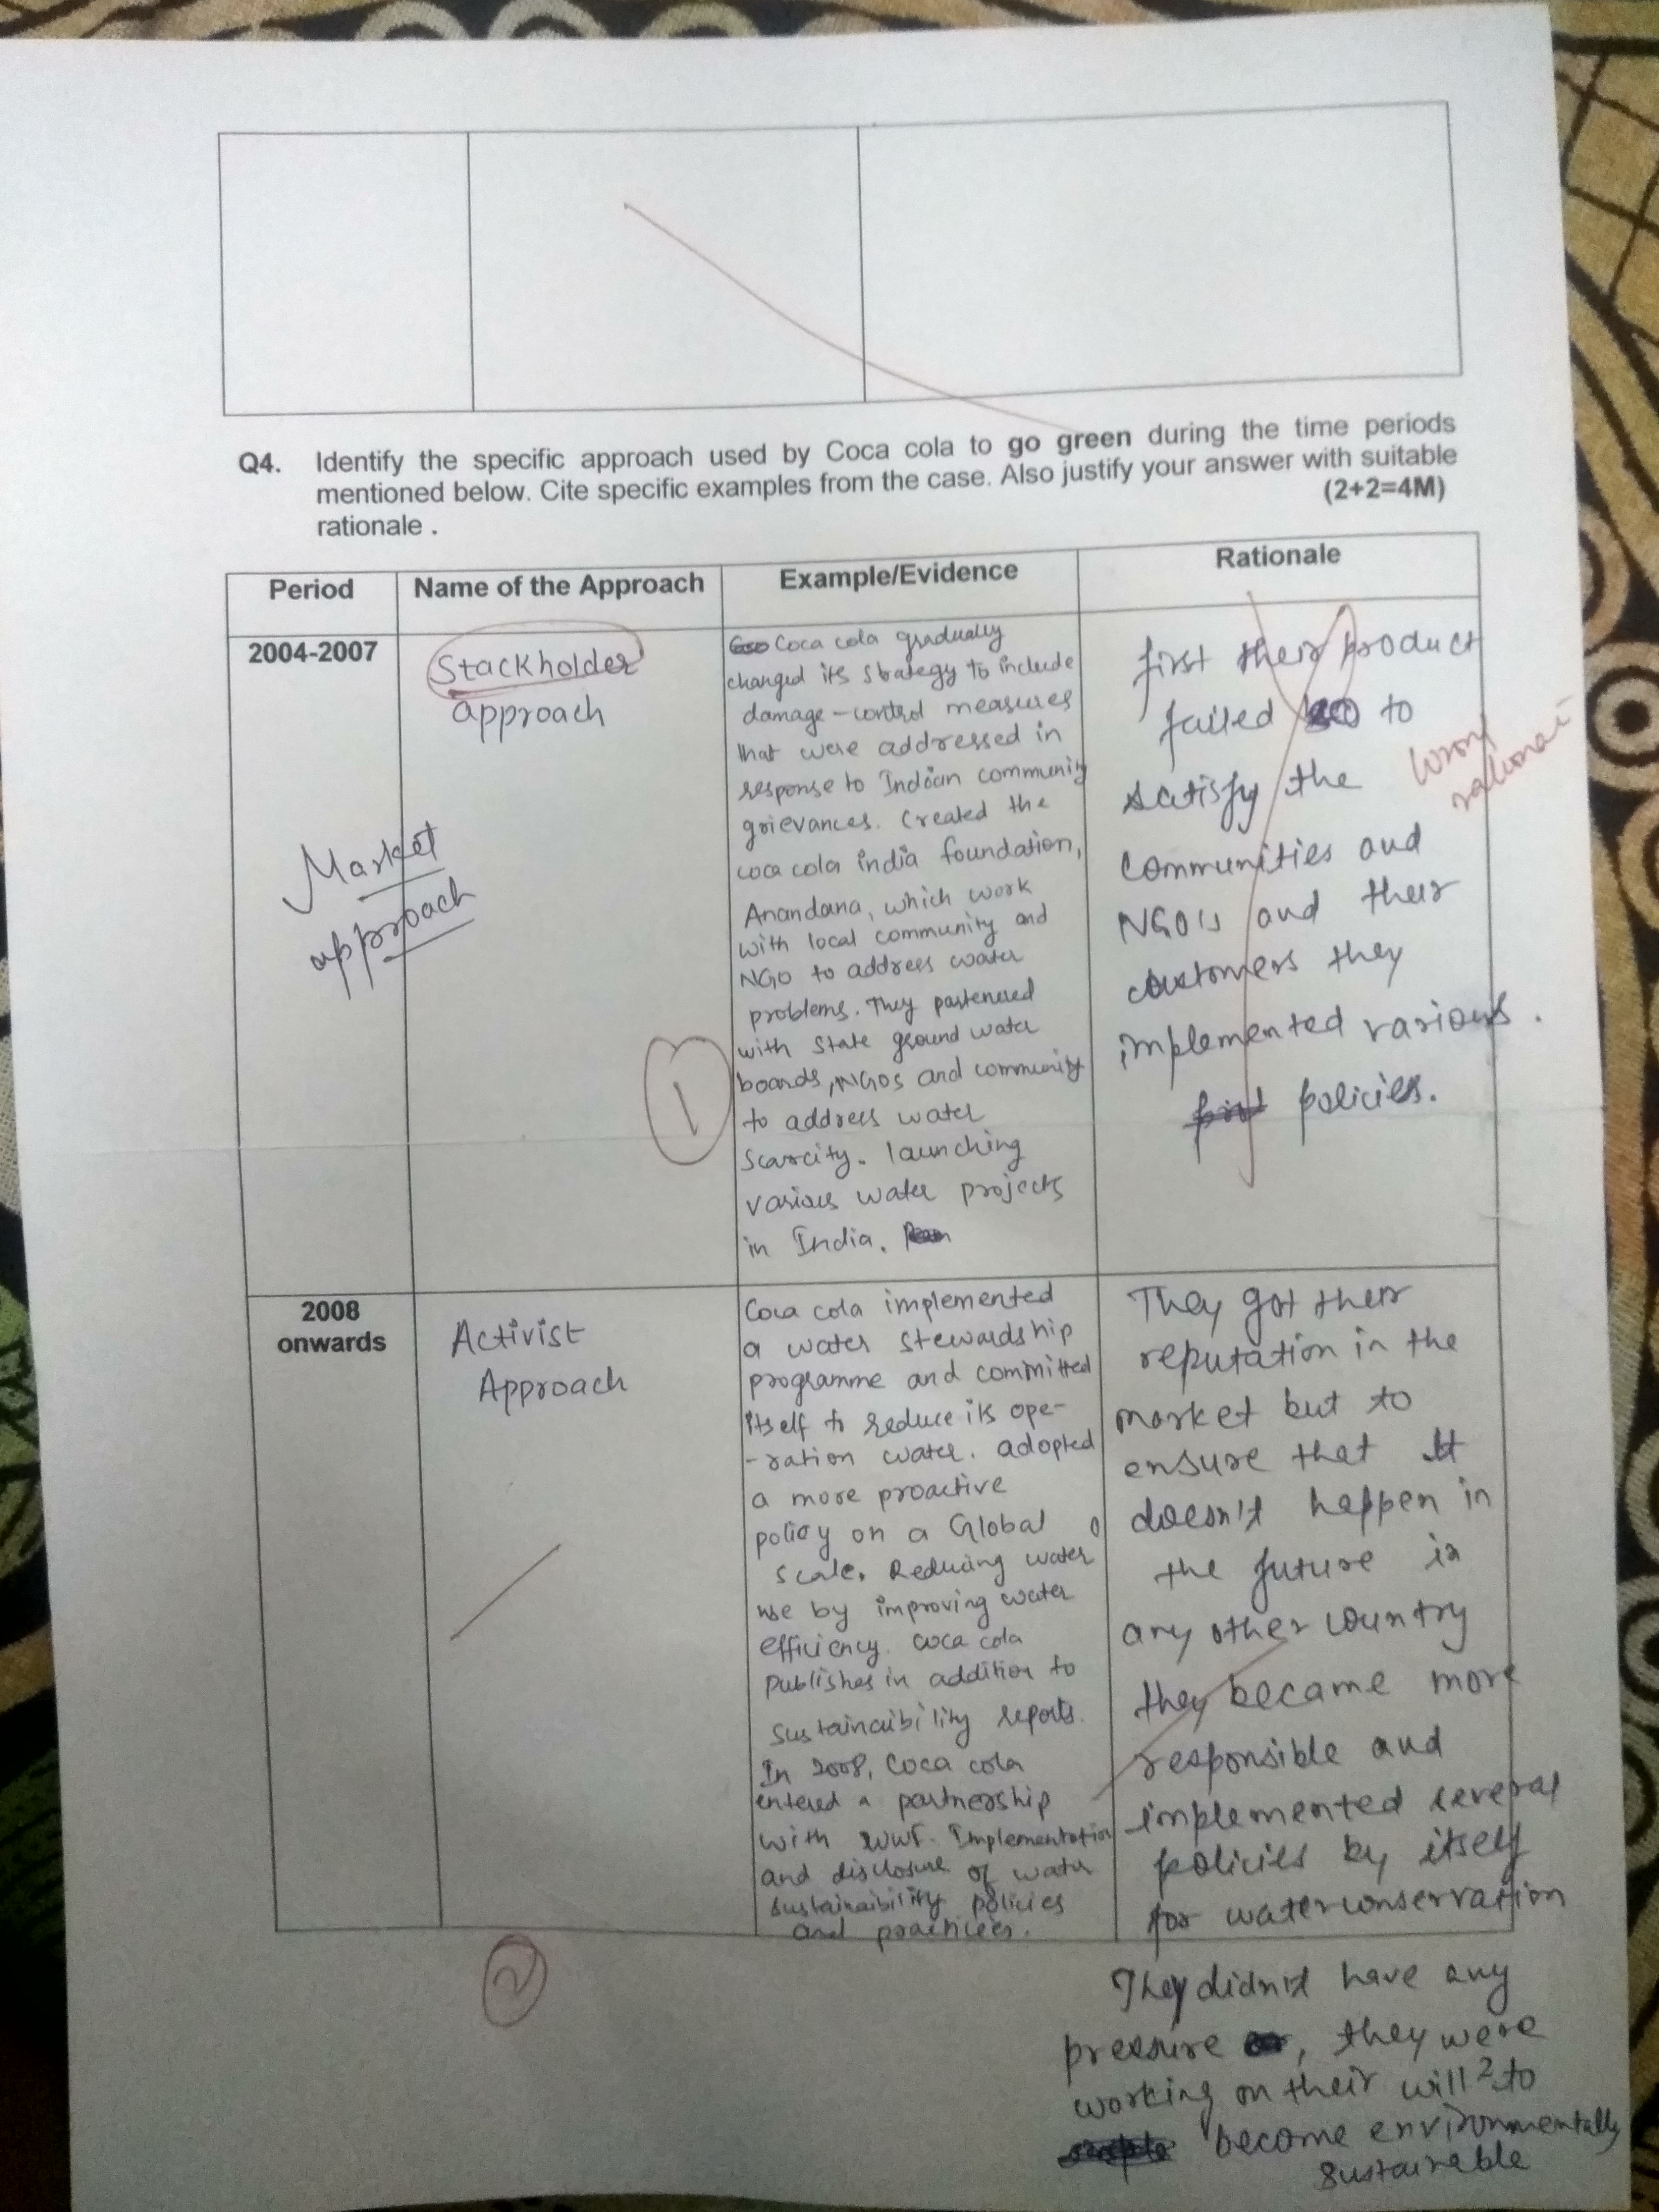 Q4. Identify the specific approach used by Coca cola to go green during the time periods
mentioned below. Cite specific examples from the case. Also justify your answer with suitable
rationale . (2+2=4M)
Period Name of the Approach Example/Evidence Rationale
2004-2007
Stackholder
approach
Market
approach
Coca cola gradually
changed its strategy to include
damage-control measures
that were addressed in
response to Indian community
grievances. Created the
coca cola india foundation,
Anandana, which work
with local community and
NGO to address water
problems. They partenered
with state ground water
boards, NGOs and community
to address water
scarcity. launching
various water projects
in India.
1
first their product
failed to
satisfy the
communities and
NGO's and their
customers they
implemented various
policies.
wrong
2008
onwards
Activist
Approach
Coca cola implemented
a water stewardship
programme and committed
itself to reduce its ope-
-ration water. adopted
a more proactive
policy on a Global
scale. Reducing water
use by improving water
efficiency. coca cola
publishes in addition to
sustainaibility reports.
In 2008, Coca cola
entered a partnership
with WWF. Implementation
and disclosure of water
sustainaibility policies
and practices.
They got their
reputation in the
market but to
ensure that it
doesn't happen in
the future in
any other country
they became more
responsible and
implemented several
policies by itself
for water conservation
They didn't have any
pressure , they were
working on their will to
become environmentally
sustainable
2